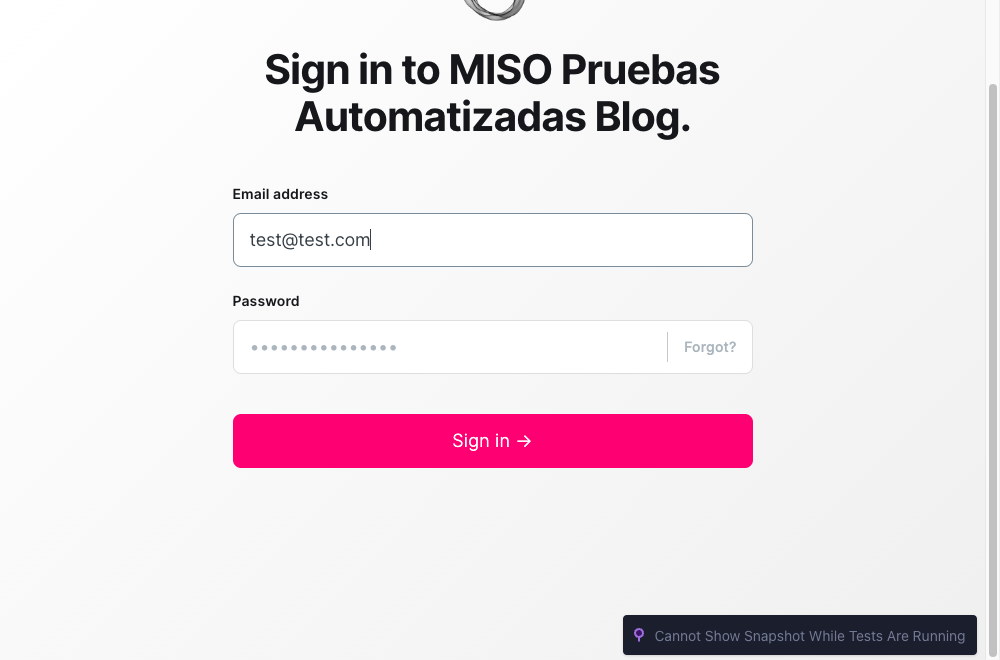 Sign in to MISO Pruebas
Automatizadas Blog.
Email address
test@test.com
Password
•••••••••••••••
Forgot?
Sign in →
Cannot Show Snapshot While Tests Are Running